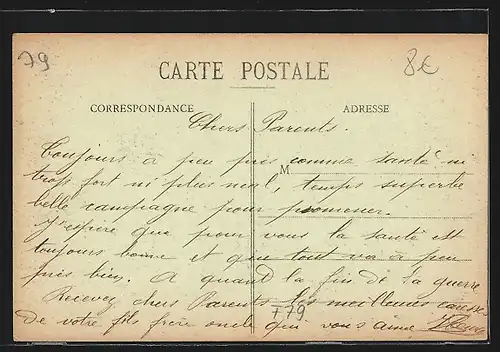 79
8€
CARTE POSTALE
CORRESPONDANCE
ADRESSE
Chers Parents.
Toujours à peu près comme santé ni
M
trop fort ni plus mal, temps superbe
belle campagne pour promener.
J'espère que pour vous la santé est
toujours bonne et que tout va à peu
près bien. A quand la fin de la guerre
Recevez chers Parents les meilleures
de votre fils frère oncle qui vous aime
+79